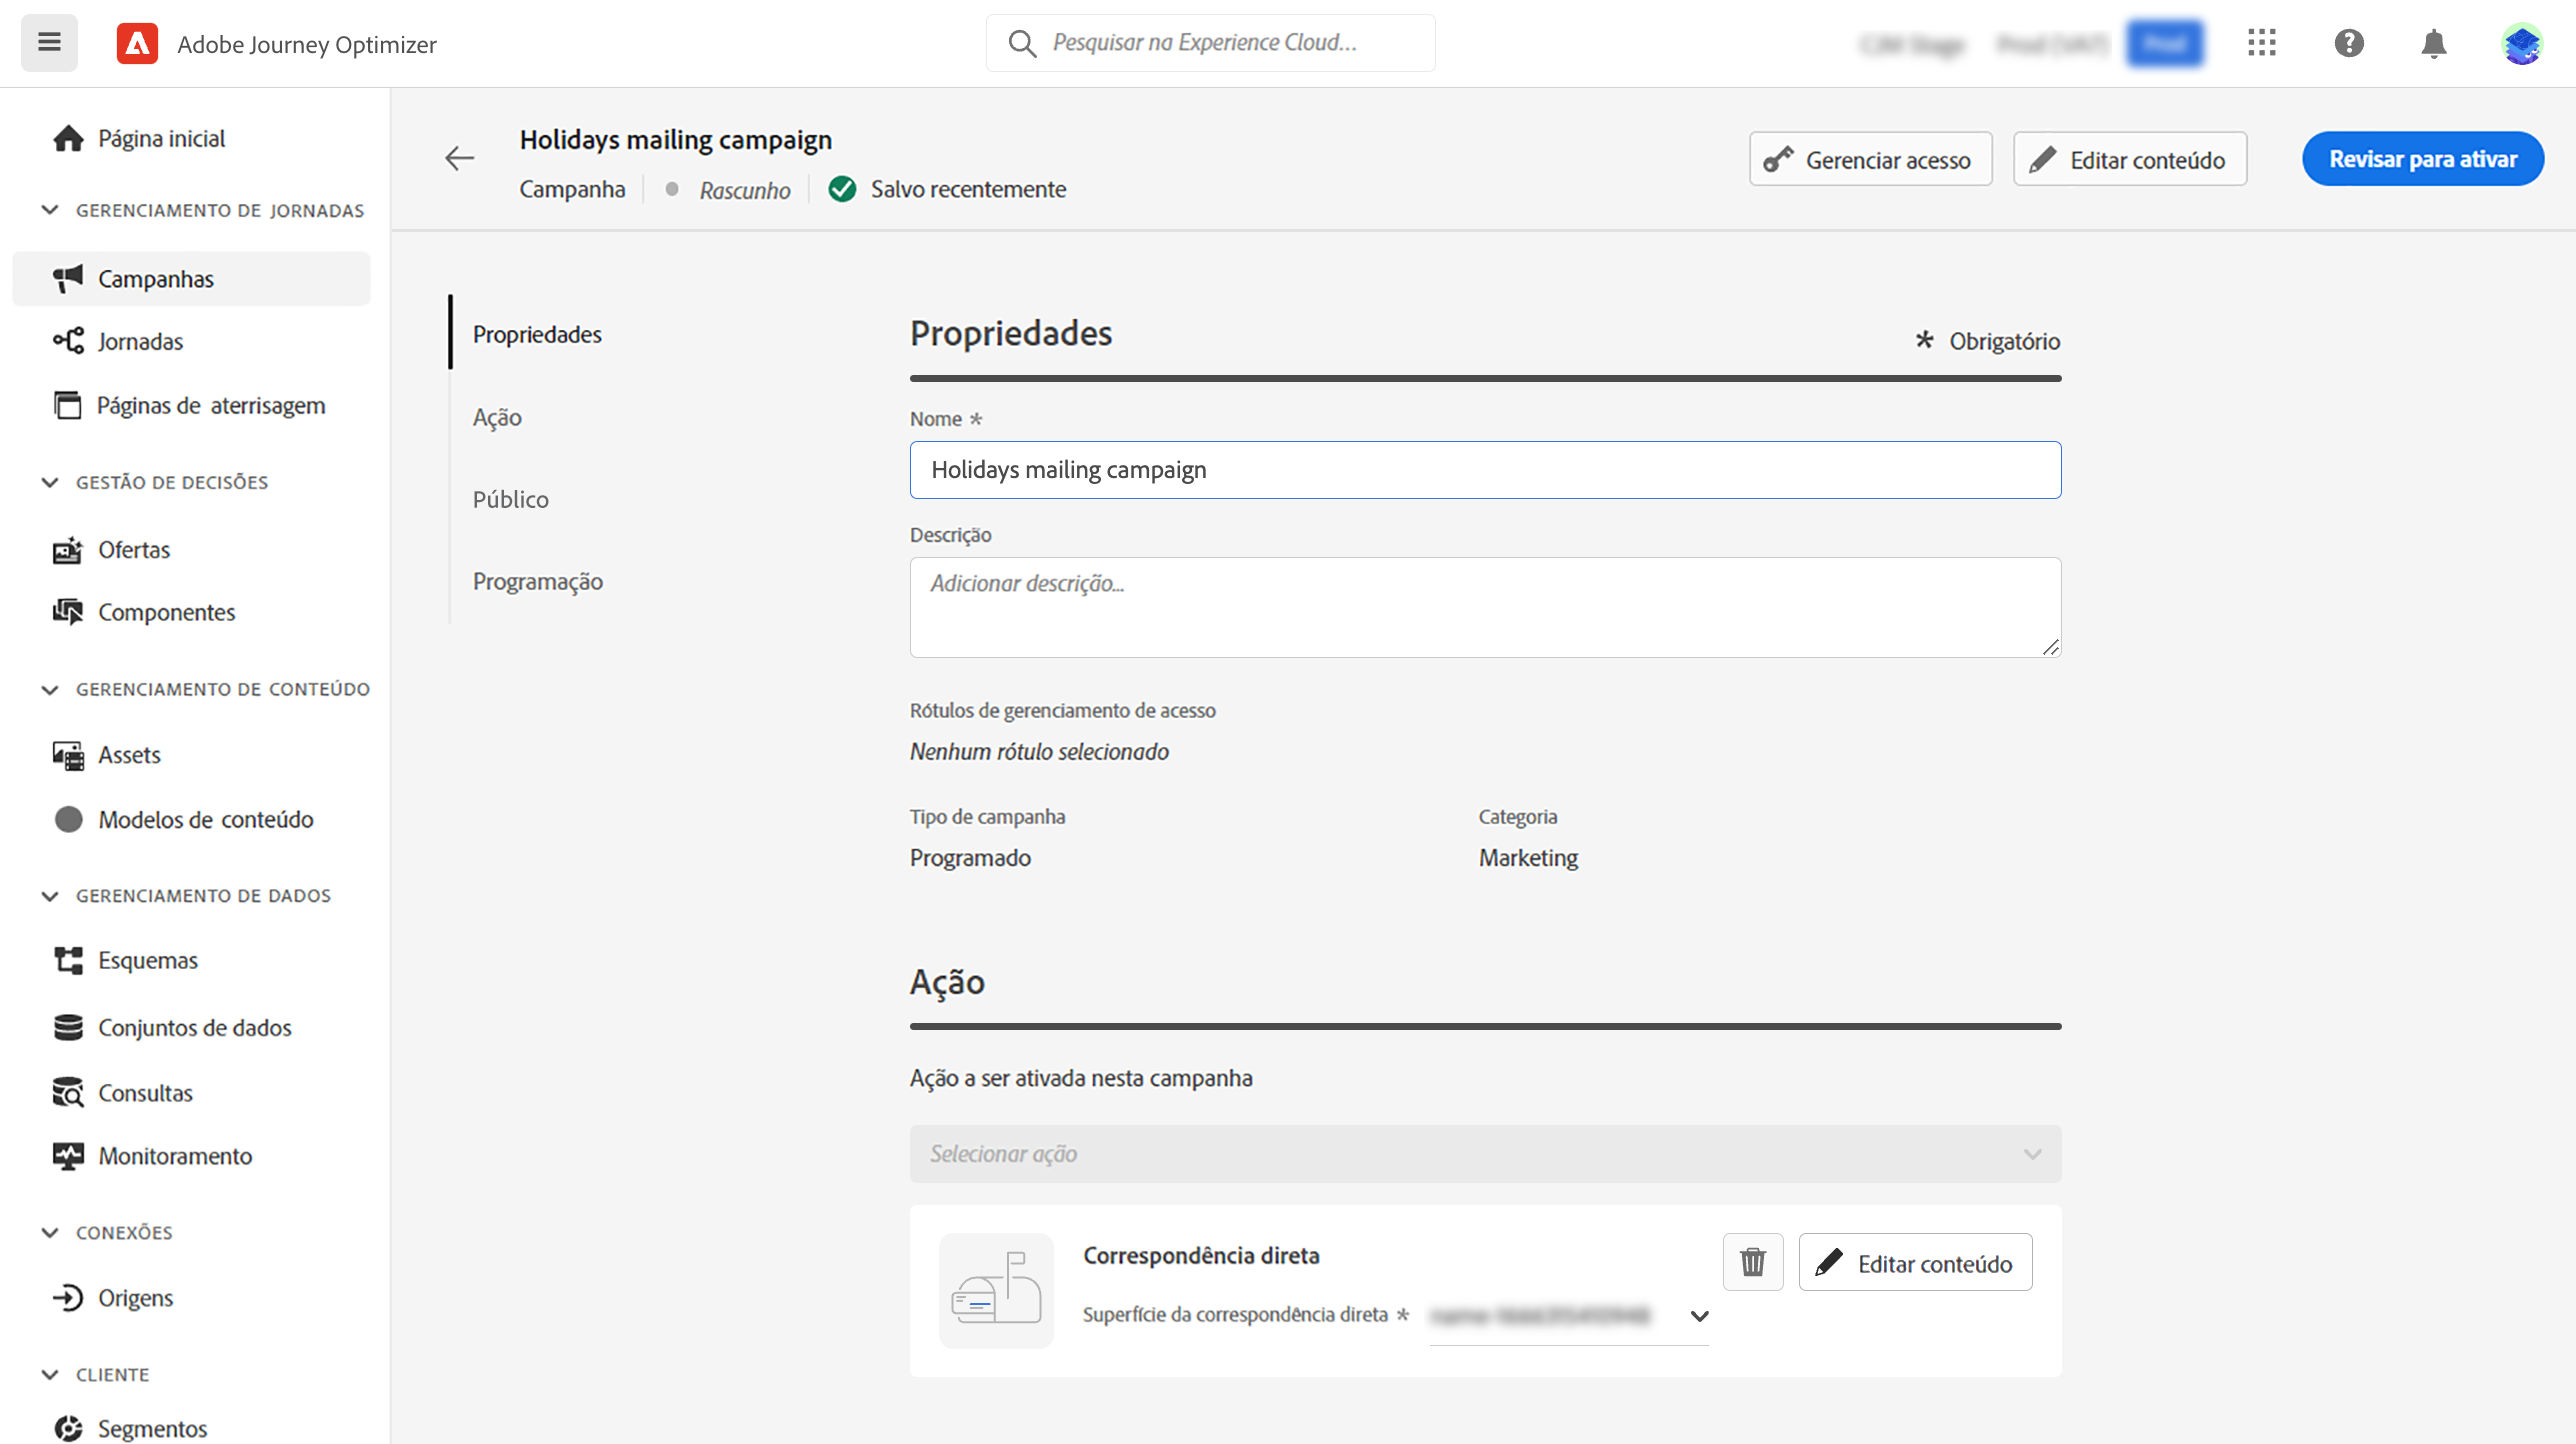 Adobe Journey Optimizer
Pesquisar na Experience Cloud...
Página inicial
GERENCIAMENTO DE JORNADAS
Campanhas
Jornadas
Páginas de aterrisagem
GESTÃO DE DECISÕES
Ofertas
Componentes
GERENCIAMENTO DE CONTEÚDO
Assets
Modelos de conteúdo
GERENCIAMENTO DE DADOS
Esquemas
Conjuntos de dados
Consultas
Monitoramento
CONEXÕES
Origens
CLIENTE
Segmentos
Holidays mailing campaign
Campanha Rascunho Salvo recentemente
Gerenciar acesso
Editar conteúdo
Revisar para ativar
Propriedades
Ação
Público
Programação
Propriedades
* Obrigatório
Nome *
Holidays mailing campaign
Descrição
Adicionar descrição...
Rótulos de gerenciamento de acesso
Nenhum rótulo selecionado
Tipo de campanha
Programado
Categoria
Marketing
Ação
Ação a ser ativada nesta campanha
Selecionar ação
Correspondência direta
Superfície da correspondência direta *
Editar conteúdo